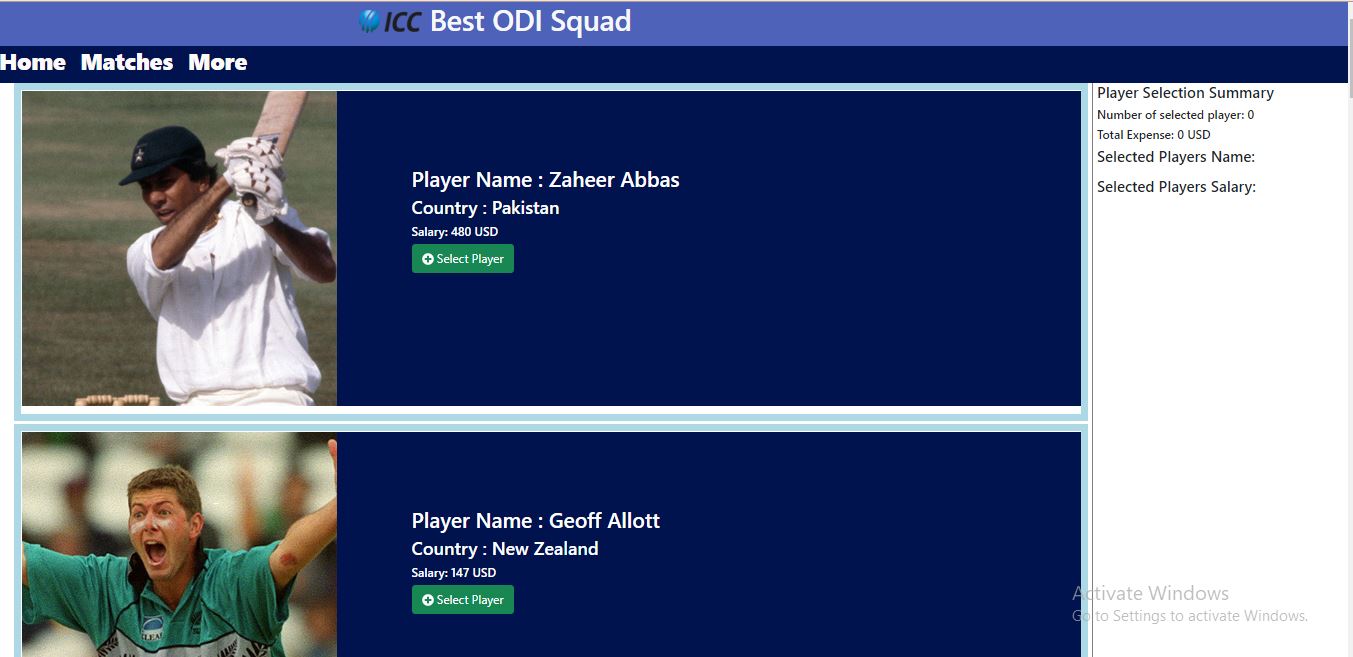 ICC Best ODI Squad
Home Matches More
Player Name : Zaheer Abbas
Country : Pakistan
Salary: 480 USD
Select Player
Player Name : Geoff Allott
Country : New Zealand
Salary: 147 USD
Select Player
Player Selection Summary
Number of selected player: 0
Total Expense: 0 USD
Selected Players Name:
Selected Players Salary:
Activate Windows
Go to Settings to activate Windows.